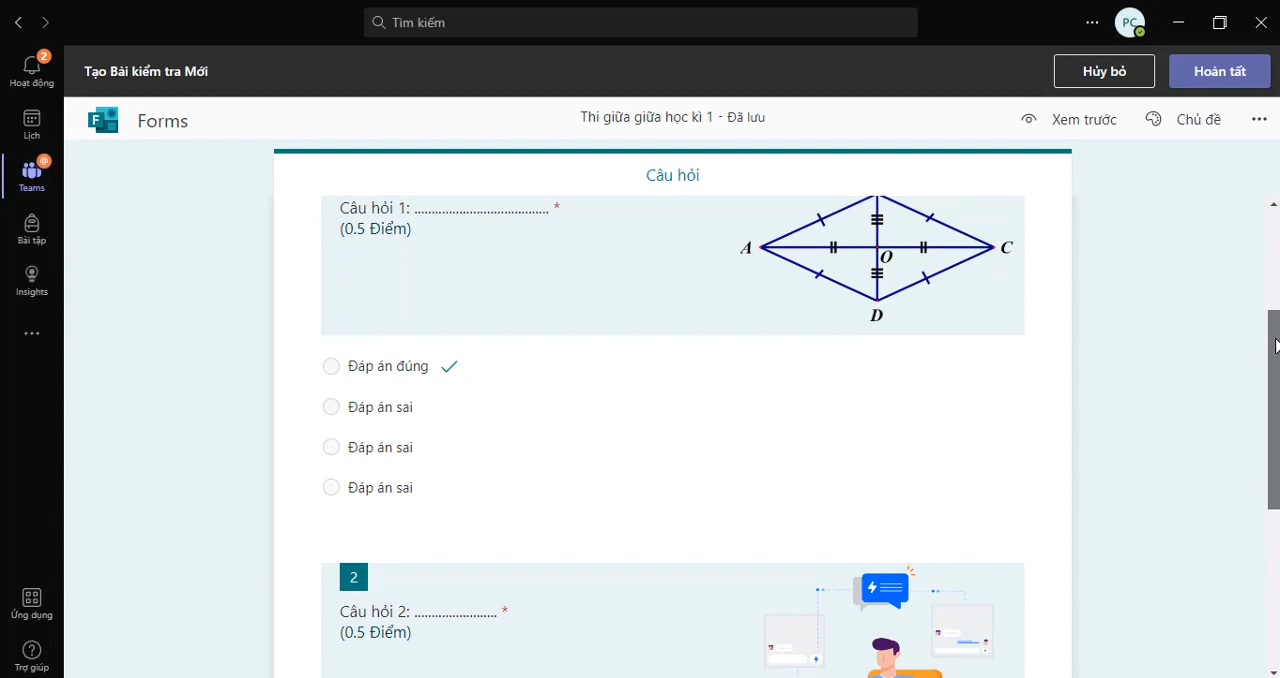 Tìm kiếm
PC
2
Hoạt động
Tạo Bài kiểm tra Mới
Hủy bỏ
Hoàn tất
Lịch
F Forms
Thi giữa giữa học kì 1 - Đã lưu
Xem trước
Chủ đề
@
Teams
Câu hỏi
Bài tập
Câu hỏi 1: ..................................... *
(0.5 Điểm)
A
O
C
D
Insights
Đáp án đúng
Đáp án sai
Đáp án sai
Đáp án sai
2
Câu hỏi 2: ....................... *
(0.5 Điểm)
Ứng dụng
Trợ giúp